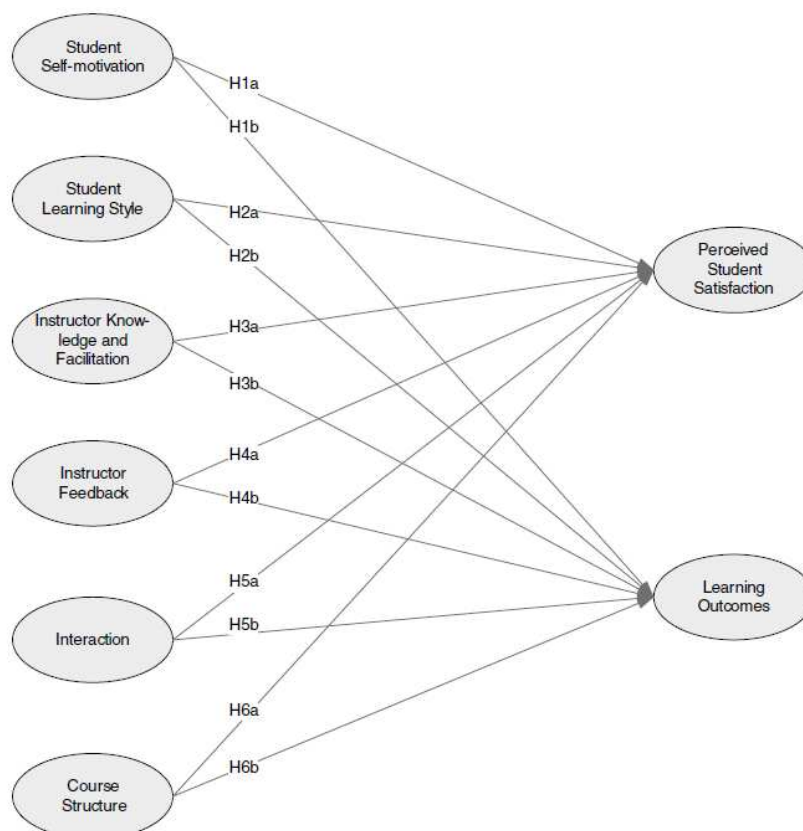 Student
Self-motivation
H1a
H1b
Student
Learning Style
H2a
H2b
Perceived
Student
Satisfaction
Instructor Know-
ledge and
Facilitation
H3a
H3b
Instructor
Feedback
H4a
H4b
Interaction
H5a
H5b
Learning
Outcomes
Course
Structure
H6a
H6b